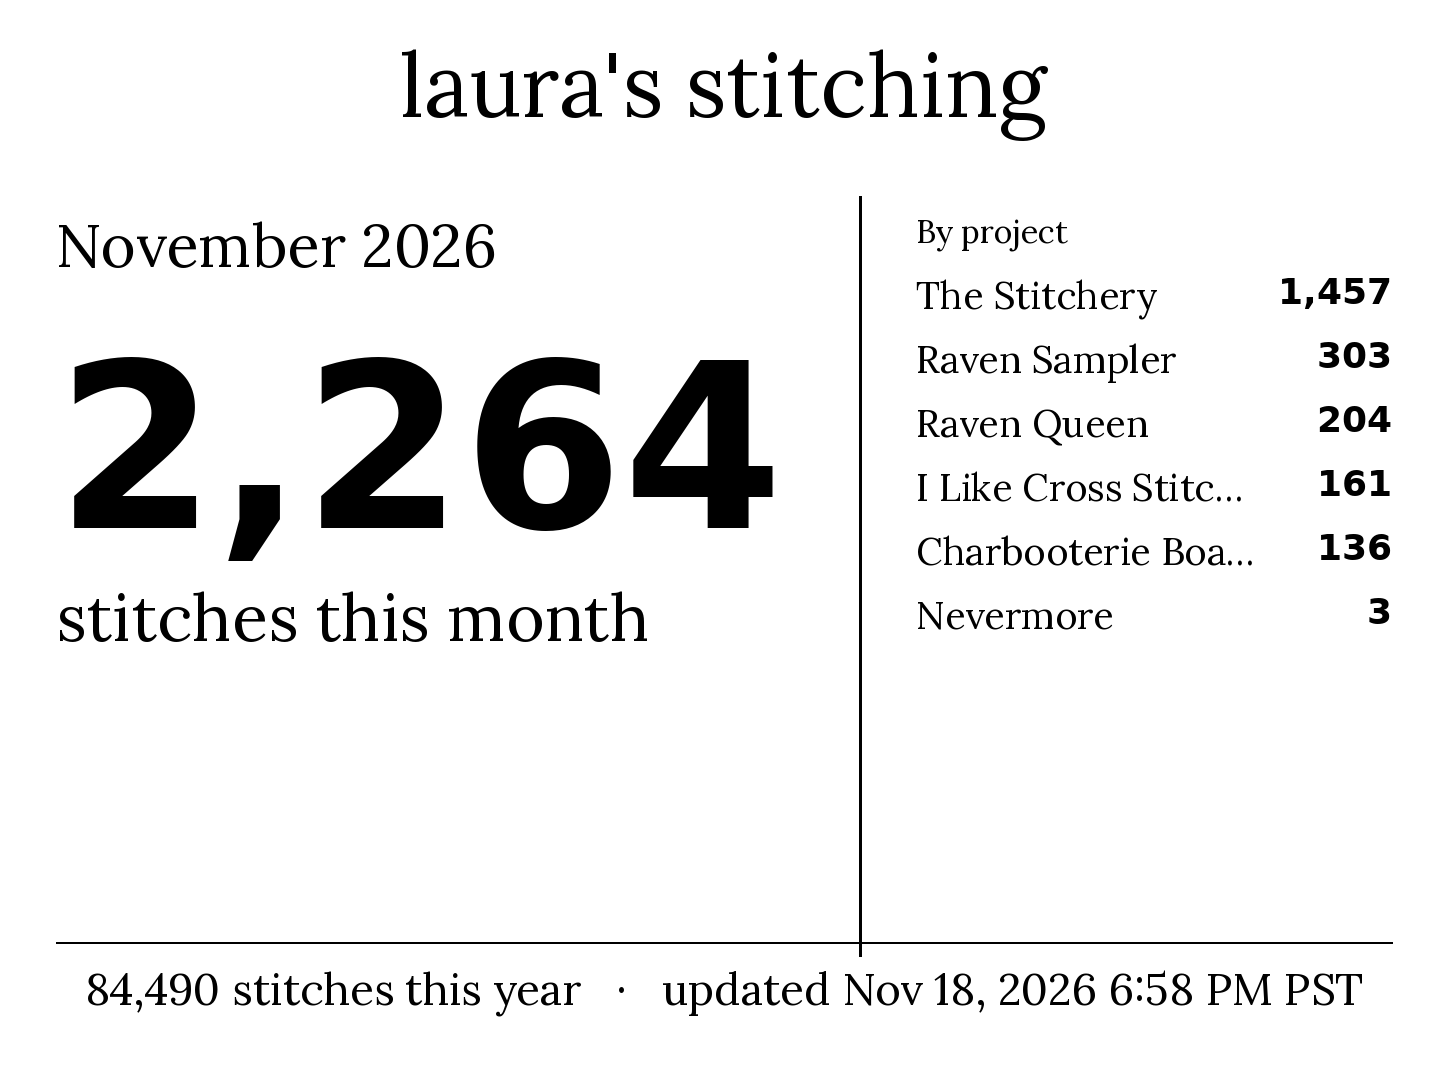 laura's stitching
November 2026
2,264
stitches this month
By project
The Stitchery 1,457
Raven Sampler 303
Raven Queen 204
I Like Cross Stitc... 161
Charbooterie Boa... 136
Nevermore 3
84,490 stitches this year · updated Nov 18, 2026 6:58 PM PST